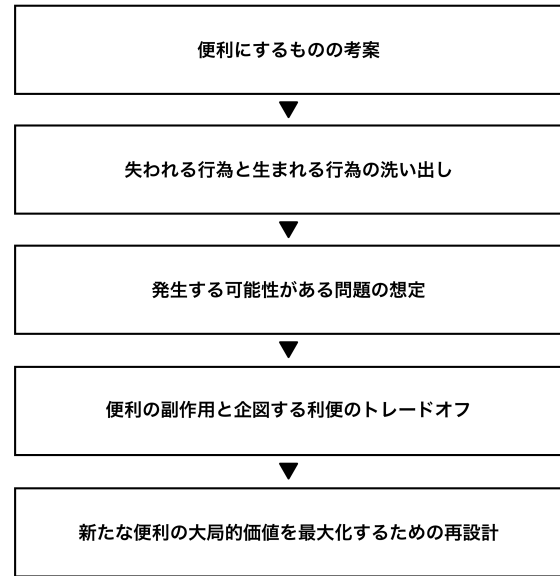 便利にするものの考案
失われる行為と生まれる行為の洗い出し
発生する可能性がある問題の想定
便利の副作用と企図する利便のトレードオフ
新たな便利の大局的価値を最大化するための再設計